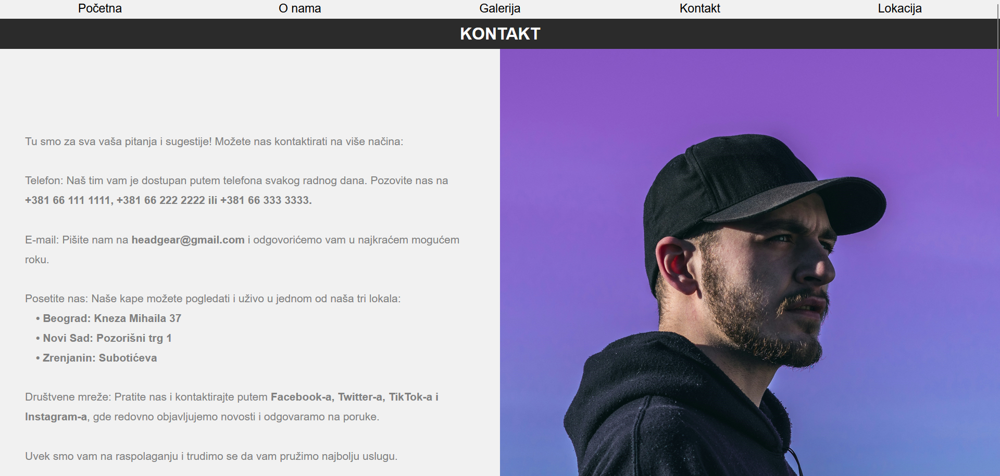 Početna O nama Galerija Kontakt Lokacija
KONTAKT
Tu smo za sva vaša pitanja i sugestije! Možete nas kontaktirati na više načina:
Telefon: Naš tim vam je dostupan putem telefona svakog radnog dana. Pozovite nas na
+381 66 111 1111, +381 66 222 2222 ili +381 66 333 3333.
E-mail: Pišite nam na headgear@gmail.com i odgovorićemo vam u najkraćem mogućem
roku.
Posetite nas: Naše kape možete pogledati i uživo u jednom od naša tri lokala:
• Beograd: Kneza Mihaila 37
• Novi Sad: Pozorišni trg 1
• Zrenjanin: Subotićeva
Društvene mreže: Pratite nas i kontaktirajte putem Facebook-a, Twitter-a, TikTok-a i
Instagram-a, gde redovno objavljujemo novosti i odgovaramo na poruke.
Uvek smo vam na raspolaganju i trudimo se da vam pružimo najbolju uslugu.